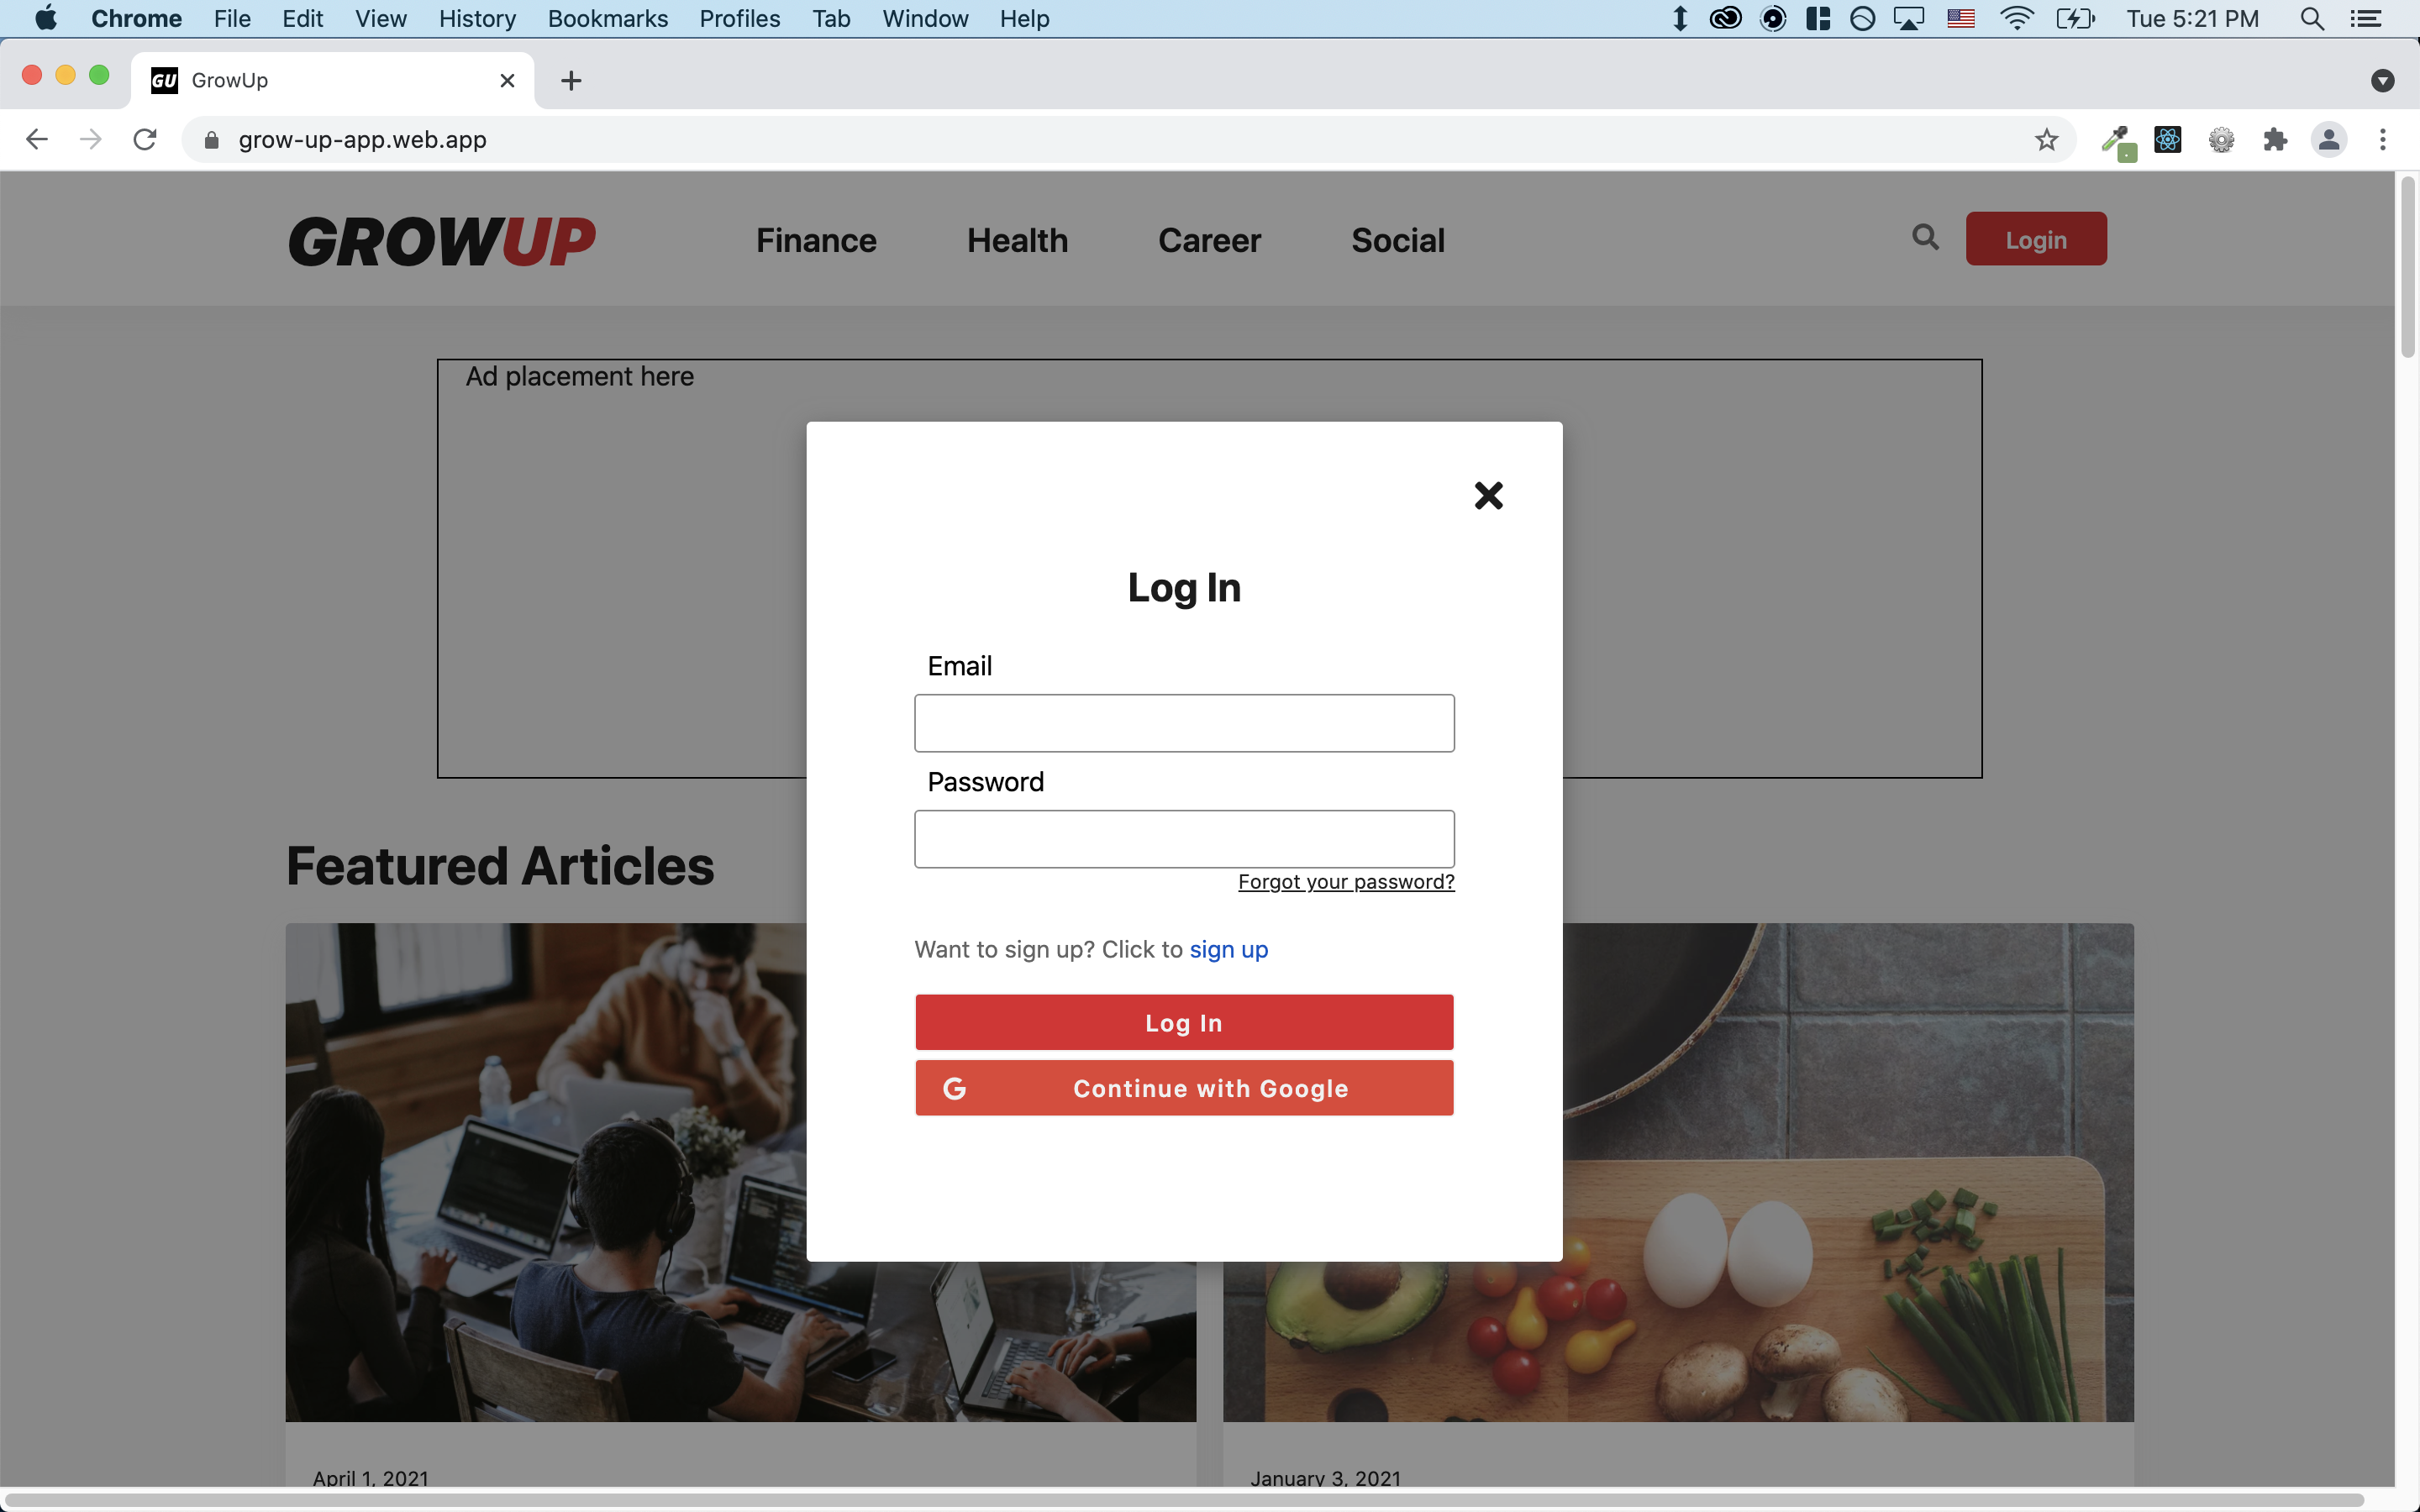 Chrome File Edit View History Bookmarks Profiles Tab Window Help Tue 5:21 PM
GU GrowUp
grow-up-app.web.app
GROWUP Finance Health Career Social Login
Ad placement here
Log In
Email
Password
Forgot your password?
Want to sign up? Click to sign up
Log In
G Continue with Google
Featured Articles
April 1, 2021
January 3, 2021